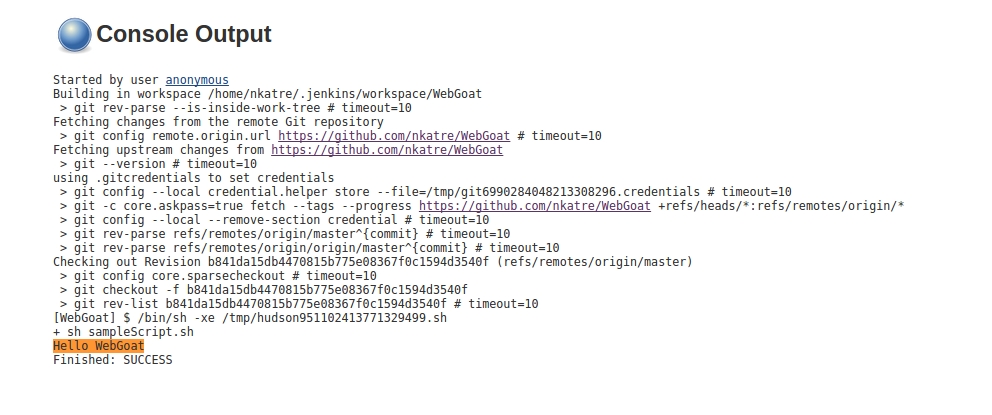 Console Output
Started by user anonymous
Building in workspace /home/nkatre/.jenkins/workspace/WebGoat
 > git rev-parse --is-inside-work-tree # timeout=10
Fetching changes from the remote Git repository
 > git config remote.origin.url https://github.com/nkatre/WebGoat # timeout=10
Fetching upstream changes from https://github.com/nkatre/WebGoat
 > git --version # timeout=10
using .gitcredentials to set credentials
 > git config --local credential.helper store --file=/tmp/git6990284048213308296.credentials # timeout=10
 > git -c core.askpass=true fetch --tags --progress https://github.com/nkatre/WebGoat +refs/heads/*:refs/remotes/origin/*
 > git config --local --remove-section credential # timeout=10
 > git rev-parse refs/remotes/origin/master^{commit} # timeout=10
 > git rev-parse refs/remotes/origin/origin/master^{commit} # timeout=10
Checking out Revision b841da15db4470815b775e08367f0c1594d3540f (refs/remotes/origin/master)
 > git config core.sparsecheckout # timeout=10
 > git checkout -f b841da15db4470815b775e08367f0c1594d3540f
 > git rev-list b841da15db4470815b775e08367f0c1594d3540f # timeout=10
[WebGoat] $ /bin/sh -xe /tmp/hudson951102413771329499.sh
+ sh sampleScript.sh
Hello WebGoat
Finished: SUCCESS